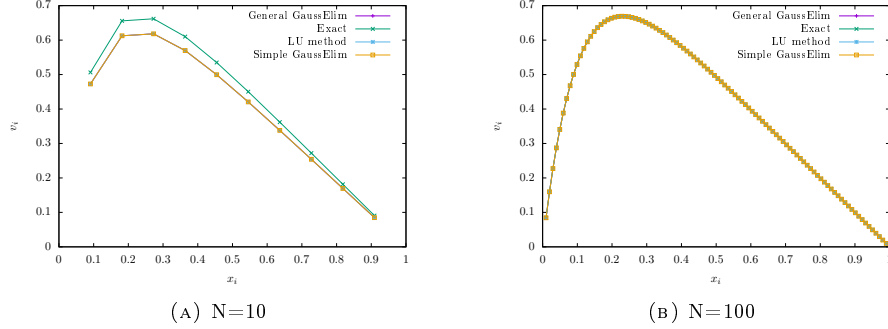 0.7
0.6
0.5
0.4
0.3
0.2
0.1
0
0 0.1 0.2 0.3 0.4 0.5 0.6 0.7 0.8 0.9 1
v_i
x_i
General GaussElim
Exact
LU method
Simple GaussElim
(A) N=10
0.7
0.6
0.5
0.4
0.3
0.2
0.1
0
0 0.1 0.2 0.3 0.4 0.5 0.6 0.7 0.8 0.9 1
v_i
x_i
General GaussElim
Exact
LU method
Simple GaussElim
(B) N=100